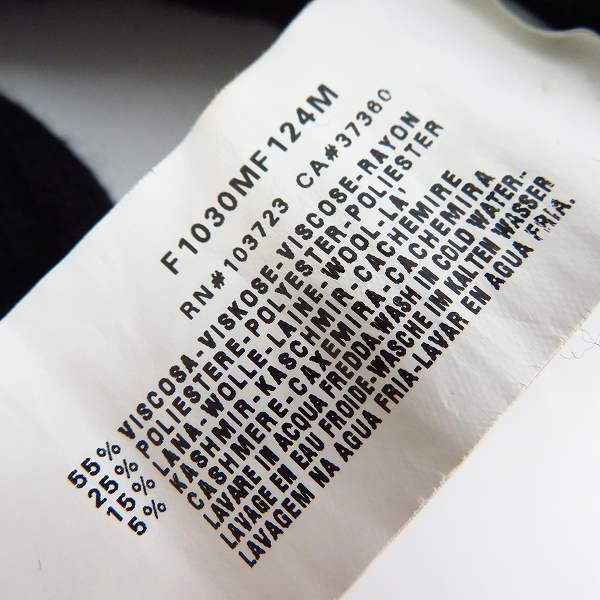 F1030MF124M
RN#103723 CA#37360
55% VISCOSA-VISKOSE-VISCOSE-RAYON
25% POLIESTERE-POLYESTER-POLIESTER
15% LANA-WOLLE-LAINE-WOOL-LA'
5% KASHMIR-KASCHMIR-CACHEMIRE
CASHMERE-CAXEMIRA-CACHEMIRA
LAVARE IN ACQUA FREDDA.WASH IN COLD WATER-
LAVAGE EN EAU FROIDE-WASCHE IM KALTEN WASSER
LAVAGEM NA AGUA FRIA-LAVAR EN AGUA FRIA.